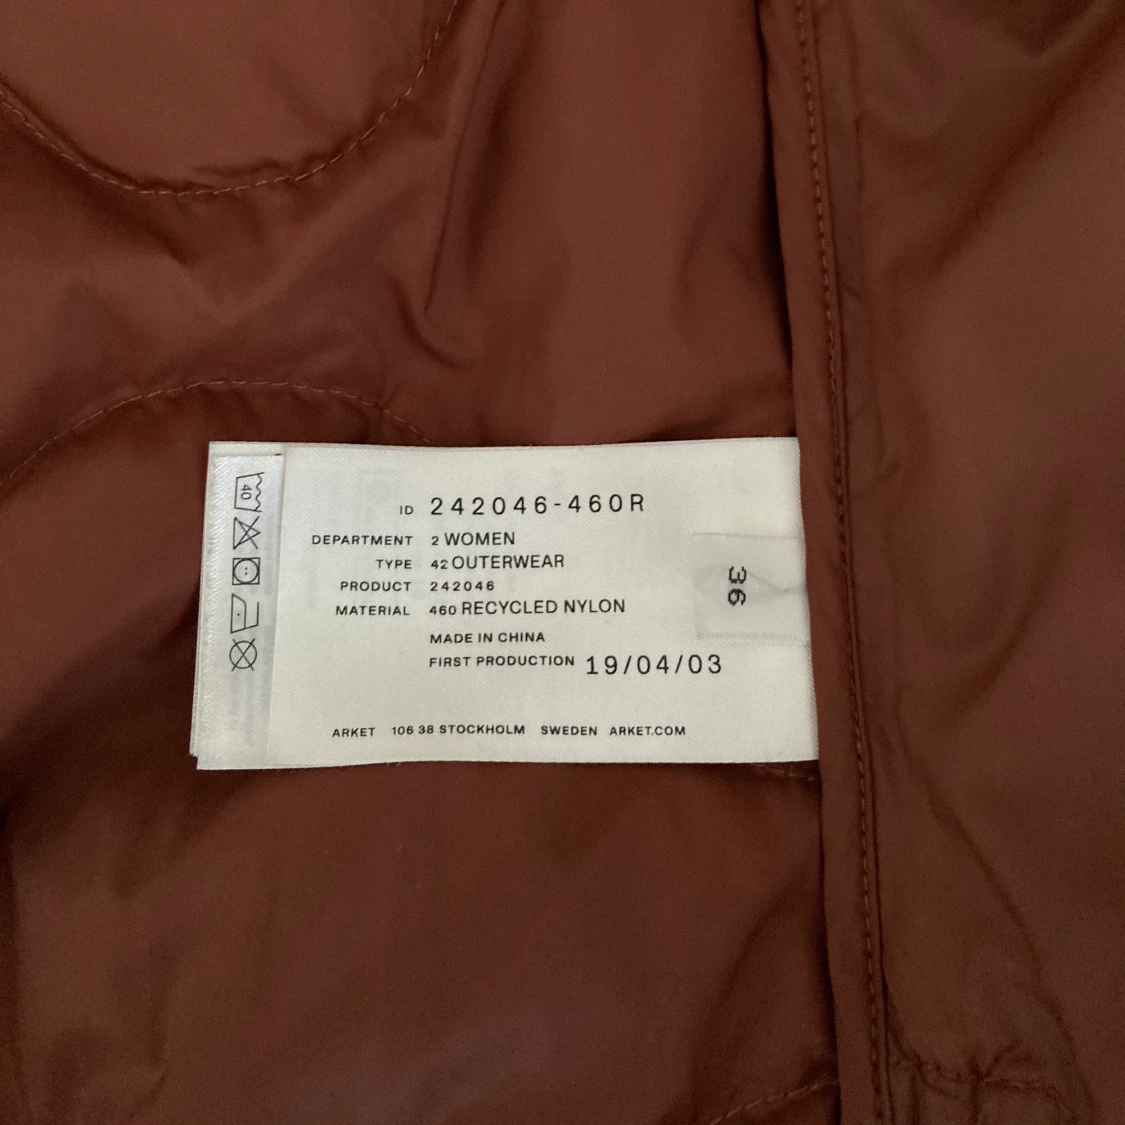 ID 242046-460R
DEPARTMENT 2 WOMEN
TYPE 42 OUTERWEAR
PRODUCT 242046
MATERIAL 460 RECYCLED NYLON
MADE IN CHINA
FIRST PRODUCTION 19/04/03
ARKET 106 38 STOCKHOLM SWEDEN ARKET.COM
36
40